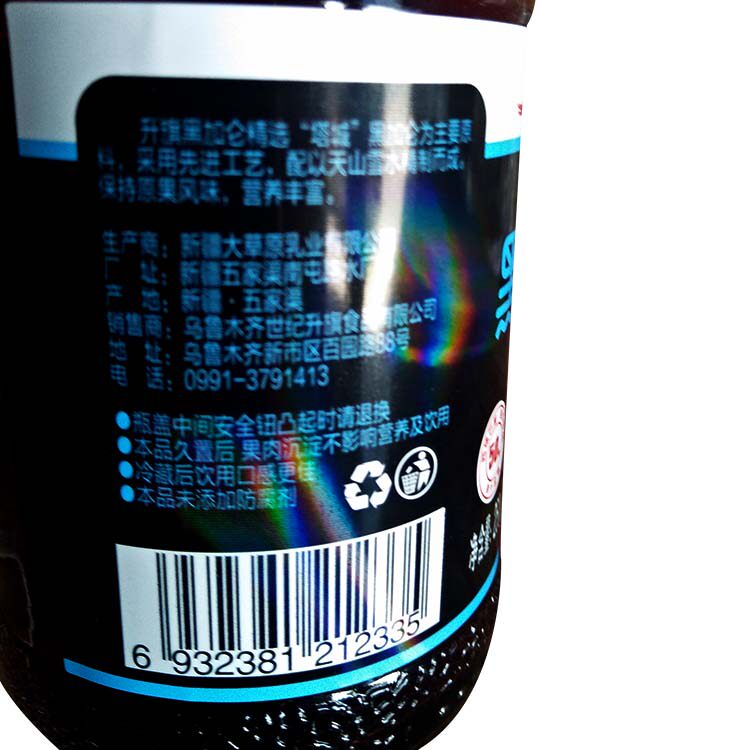 升旗黑加仑精选“塔城”黑加仑为主要原
料，采用先进工艺，配以天山雪水精制而成，
保持原果风味，营养丰富。
生产商：新疆大草原乳业有限公
厂 址：新疆五家渠南
产 地：新疆·五家渠
销售商：乌鲁木齐世纪升旗食品有限公司
地 址：乌鲁木齐新市区百园路88号
电 话：0991-3791413
●瓶盖中间安全钮凸起时请退换
●本品久置后 果肉沉淀不影响营养及饮用
●冷藏后饮用口感更佳
●本品未添加防腐剂
净含量
6 932381 212335